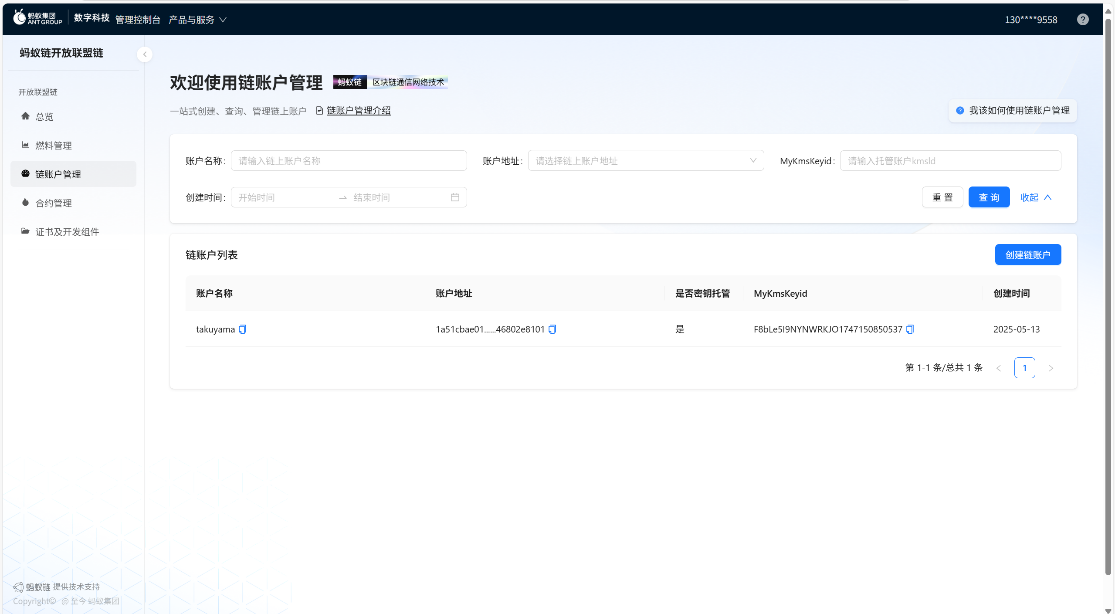 蚂蚁集团 ANT GROUP 数字科技 管理控制台 产品与服务 130****9558
蚂蚁链开放联盟链
开放联盟链
总览
燃料管理
链账户管理
合约管理
证书及开发组件
欢迎使用链账户管理 蚂蚁链 区块链通信网络技术
一站式创建、查询、管理链上账户 链账户管理介绍
我该如何使用链账户管理
账户名称: 请输入链上账户名称 账户地址: 请选择链上账户地址 MyKmsKeyid: 请输入托管账户kmsId
创建时间: 开始时间 → 结束时间 重 置 查 询 收起
链账户列表 创建链账户
账户名称 账户地址 是否密钥托管 MyKmsKeyid 创建时间
takuyama 1a51cbae01.....46802e8101 是 F8bLe5I9NYNWRKJO1747150850537 2025-05-13
第 1-1 条/总共 1 条 < 1 >
蚂蚁链 提供技术支持
Copyright© 至今 蚂蚁集团